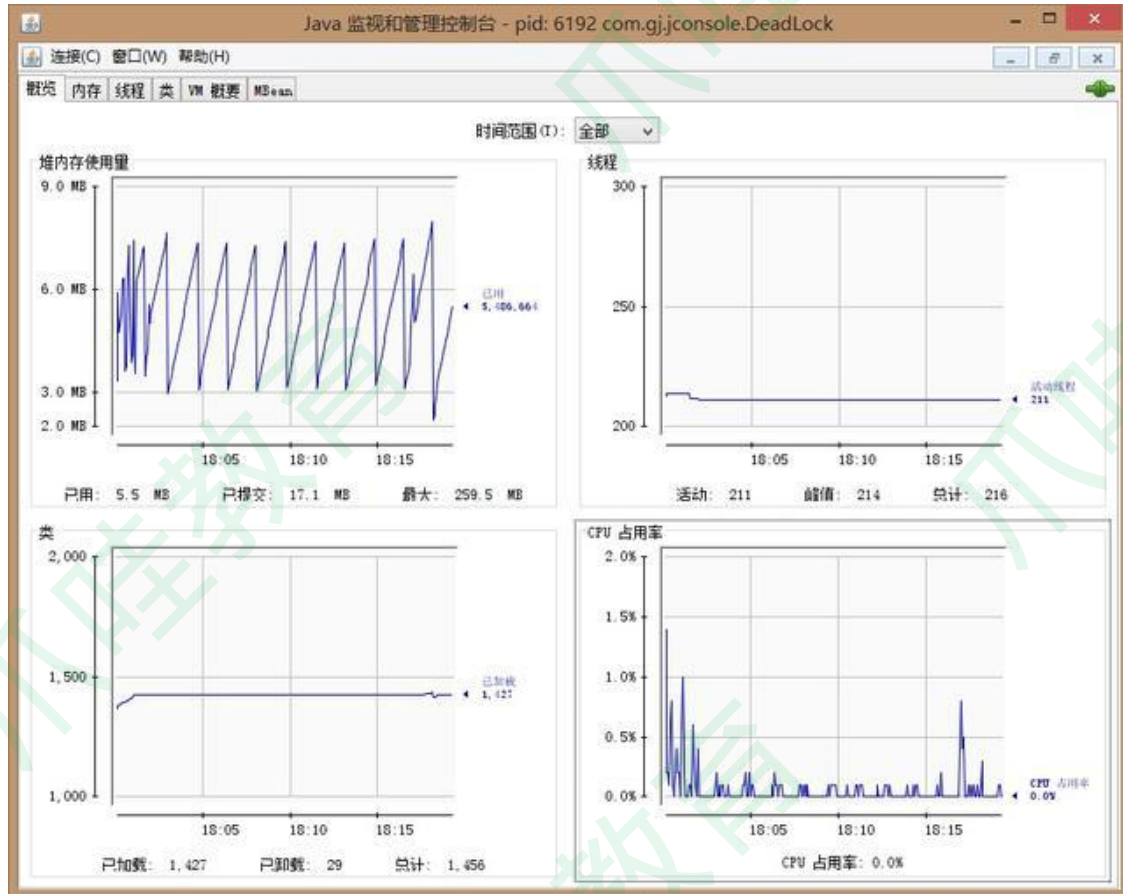 Java 监视和管理控制台 - pid: 6192 com.gj.jconsole.DeadLock
连接(C) 窗口(W) 帮助(H)
概览 内存 线程 类 VM 概要 MBean
时间范围(T): 全部
堆内存使用量
9.0 MB
6.0 MB
3.0 MB
2.0 MB
已用
5,486,664
18:05 18:10 18:15
已用: 5.5 MB 已提交: 17.1 MB 最大: 259.5 MB
线程
300
250
200
活动线程
211
18:05 18:10 18:15
活动: 211 峰值: 214 总计: 216
类
2,000
1,500
1,000
已加载
1,427
18:05 18:10 18:15
已加载: 1,427 已卸载: 29 总计: 1,456
CPU 占用率
2.0%
1.5%
1.0%
0.5%
0.0%
CPU 占用率
0.0%
18:05 18:10 18:15
CPU 占用率: 0.0%
爪哇教育